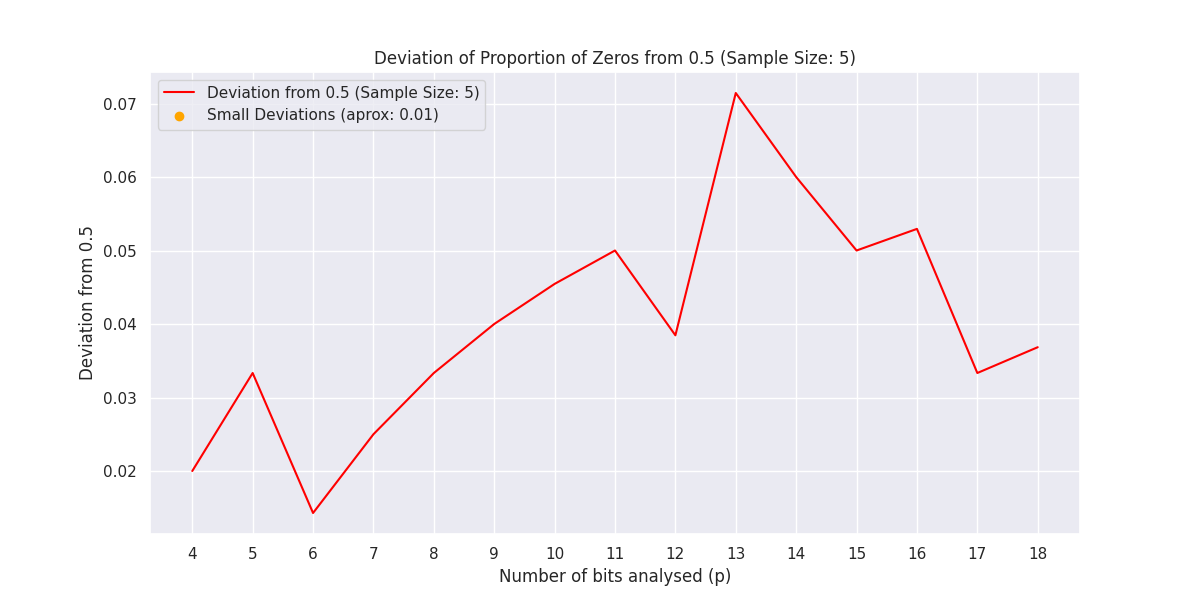 Deviation of Proportion of Zeros from 0.5 (Sample Size: 5)
Deviation from 0.5 (Sample Size: 5)
Small Deviations (aprox: 0.01)
Deviation from 0.5
0.07
0.06
0.05
0.04
0.03
0.02
4 5 6 7 8 9 10 11 12 13 14 15 16 17 18
Number of bits analysed (p)